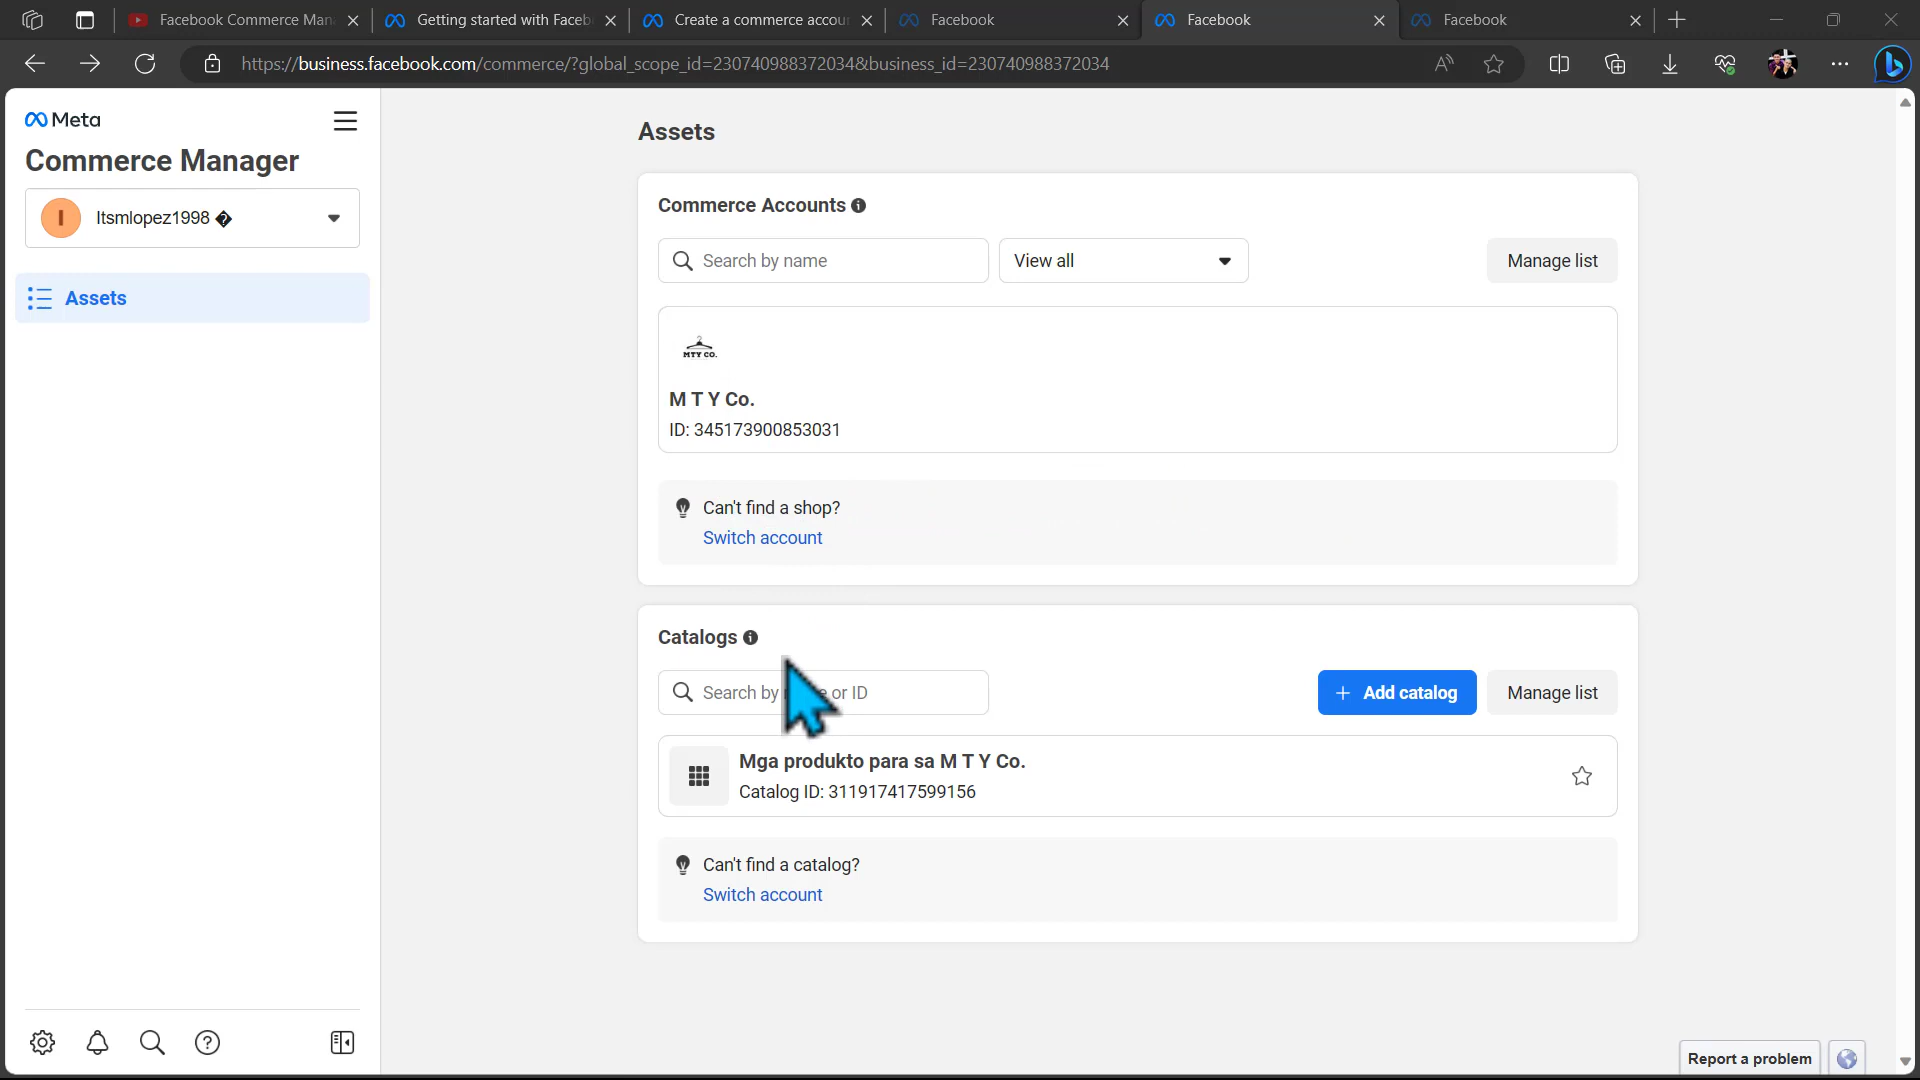 Facebook Commerce Man
Getting started with Faceb
Create a commerce accou
Facebook
Facebook
Facebook
https://business.facebook.com/commerce/?global_scope_id=230740988372034&business_id=230740988372034
Meta
Commerce Manager
I
Itsmlopez1998 �
Assets
Assets
Commerce Accounts
Search by name
View all
Manage list
MTY CO.
M T Y Co.
ID: 345173900853031
Can't find a shop?
Switch account
Catalogs
Search by or ID
+ Add catalog
Manage list
Mga produkto para sa M T Y Co.
Catalog ID: 311917417599156
Can't find a catalog?
Switch account
Report a problem